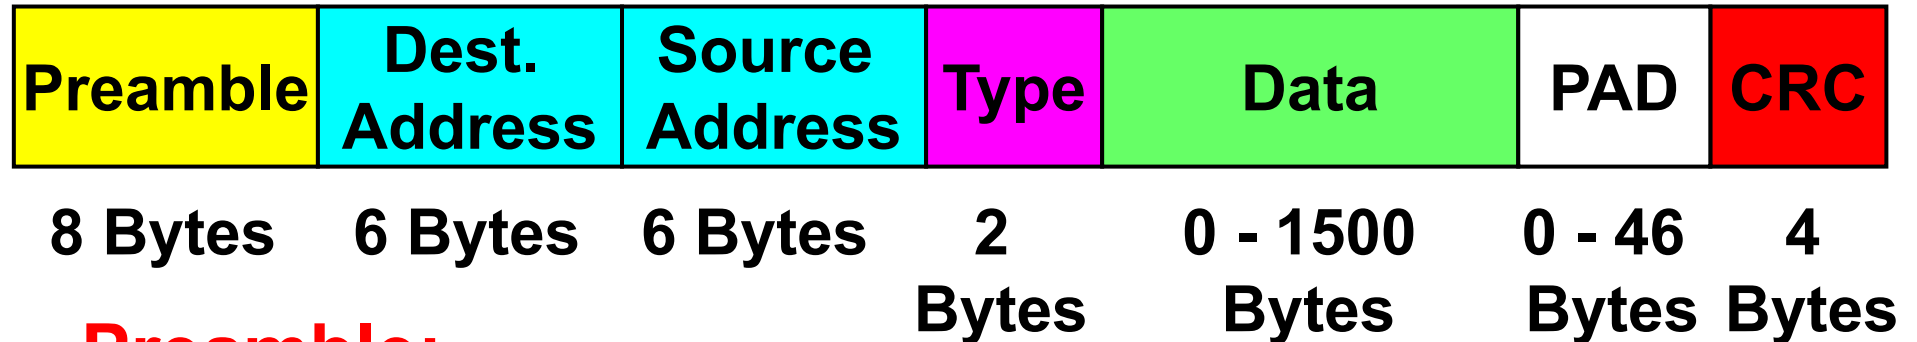 Preamble Dest. Address Source Address Type Data PAD CRC
8 Bytes 6 Bytes 6 Bytes 2 Bytes 0 - 1500 Bytes 0 - 46 Bytes 4 Bytes
Preamble: